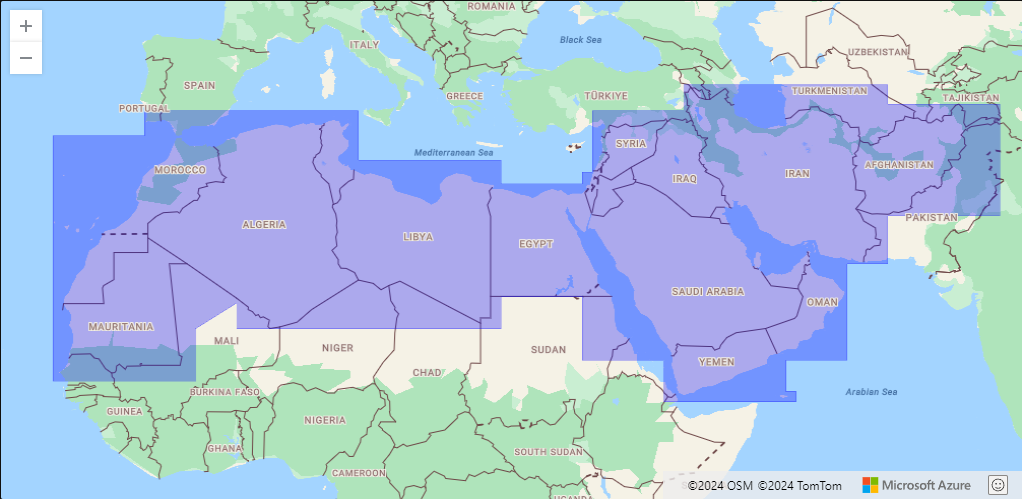 +
ROMANIA
Black Sea
ITALY
UZBEKISTAN
−
SPAIN
GREECE
TÜRKIYE
TURKMENISTAN
TAJIKISTAN
PORTUGAL
Mediterranean Sea
SYRIA
MOROCCO
IRAQ
IRAN
AFGHANISTAN
PAKISTAN
ALGERIA
LIBYA
EGYPT
SAUDI ARABIA
OMAN
MAURITANIA
MALI
NIGER
SUDAN
YEMEN
CHAD
BURKINA FASO
Arabian Sea
GUINEA
NIGERIA
GHANA
SOUTH SUDAN
CAMEROON
©2024 OSM ©2024 TomTom
Microsoft Azure
UGANDA